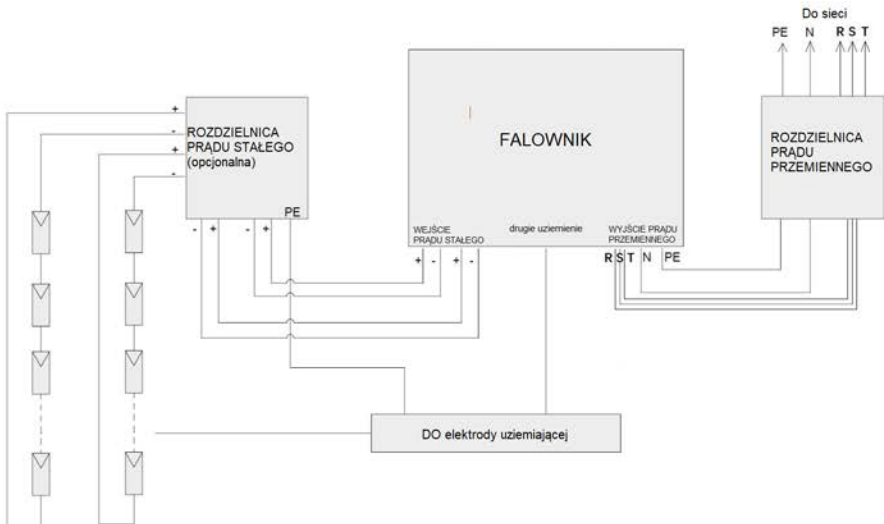 Do sieci
PE N R S T
+
-
+
-
ROZDZIELNICA
PRĄDU STAŁEGO
(opcjonalna)
PE
- + - +
FALOWNIK
WEJŚCIE
PRĄDU STAŁEGO
drugie uziemienie
WYJŚCIE PRĄDU
PRZEMIENNEGO
+ - + -
R S T N PE
ROZDZIELNICA
PRĄDU
PRZEMIENNEGO
DO elektrody uziemiającej